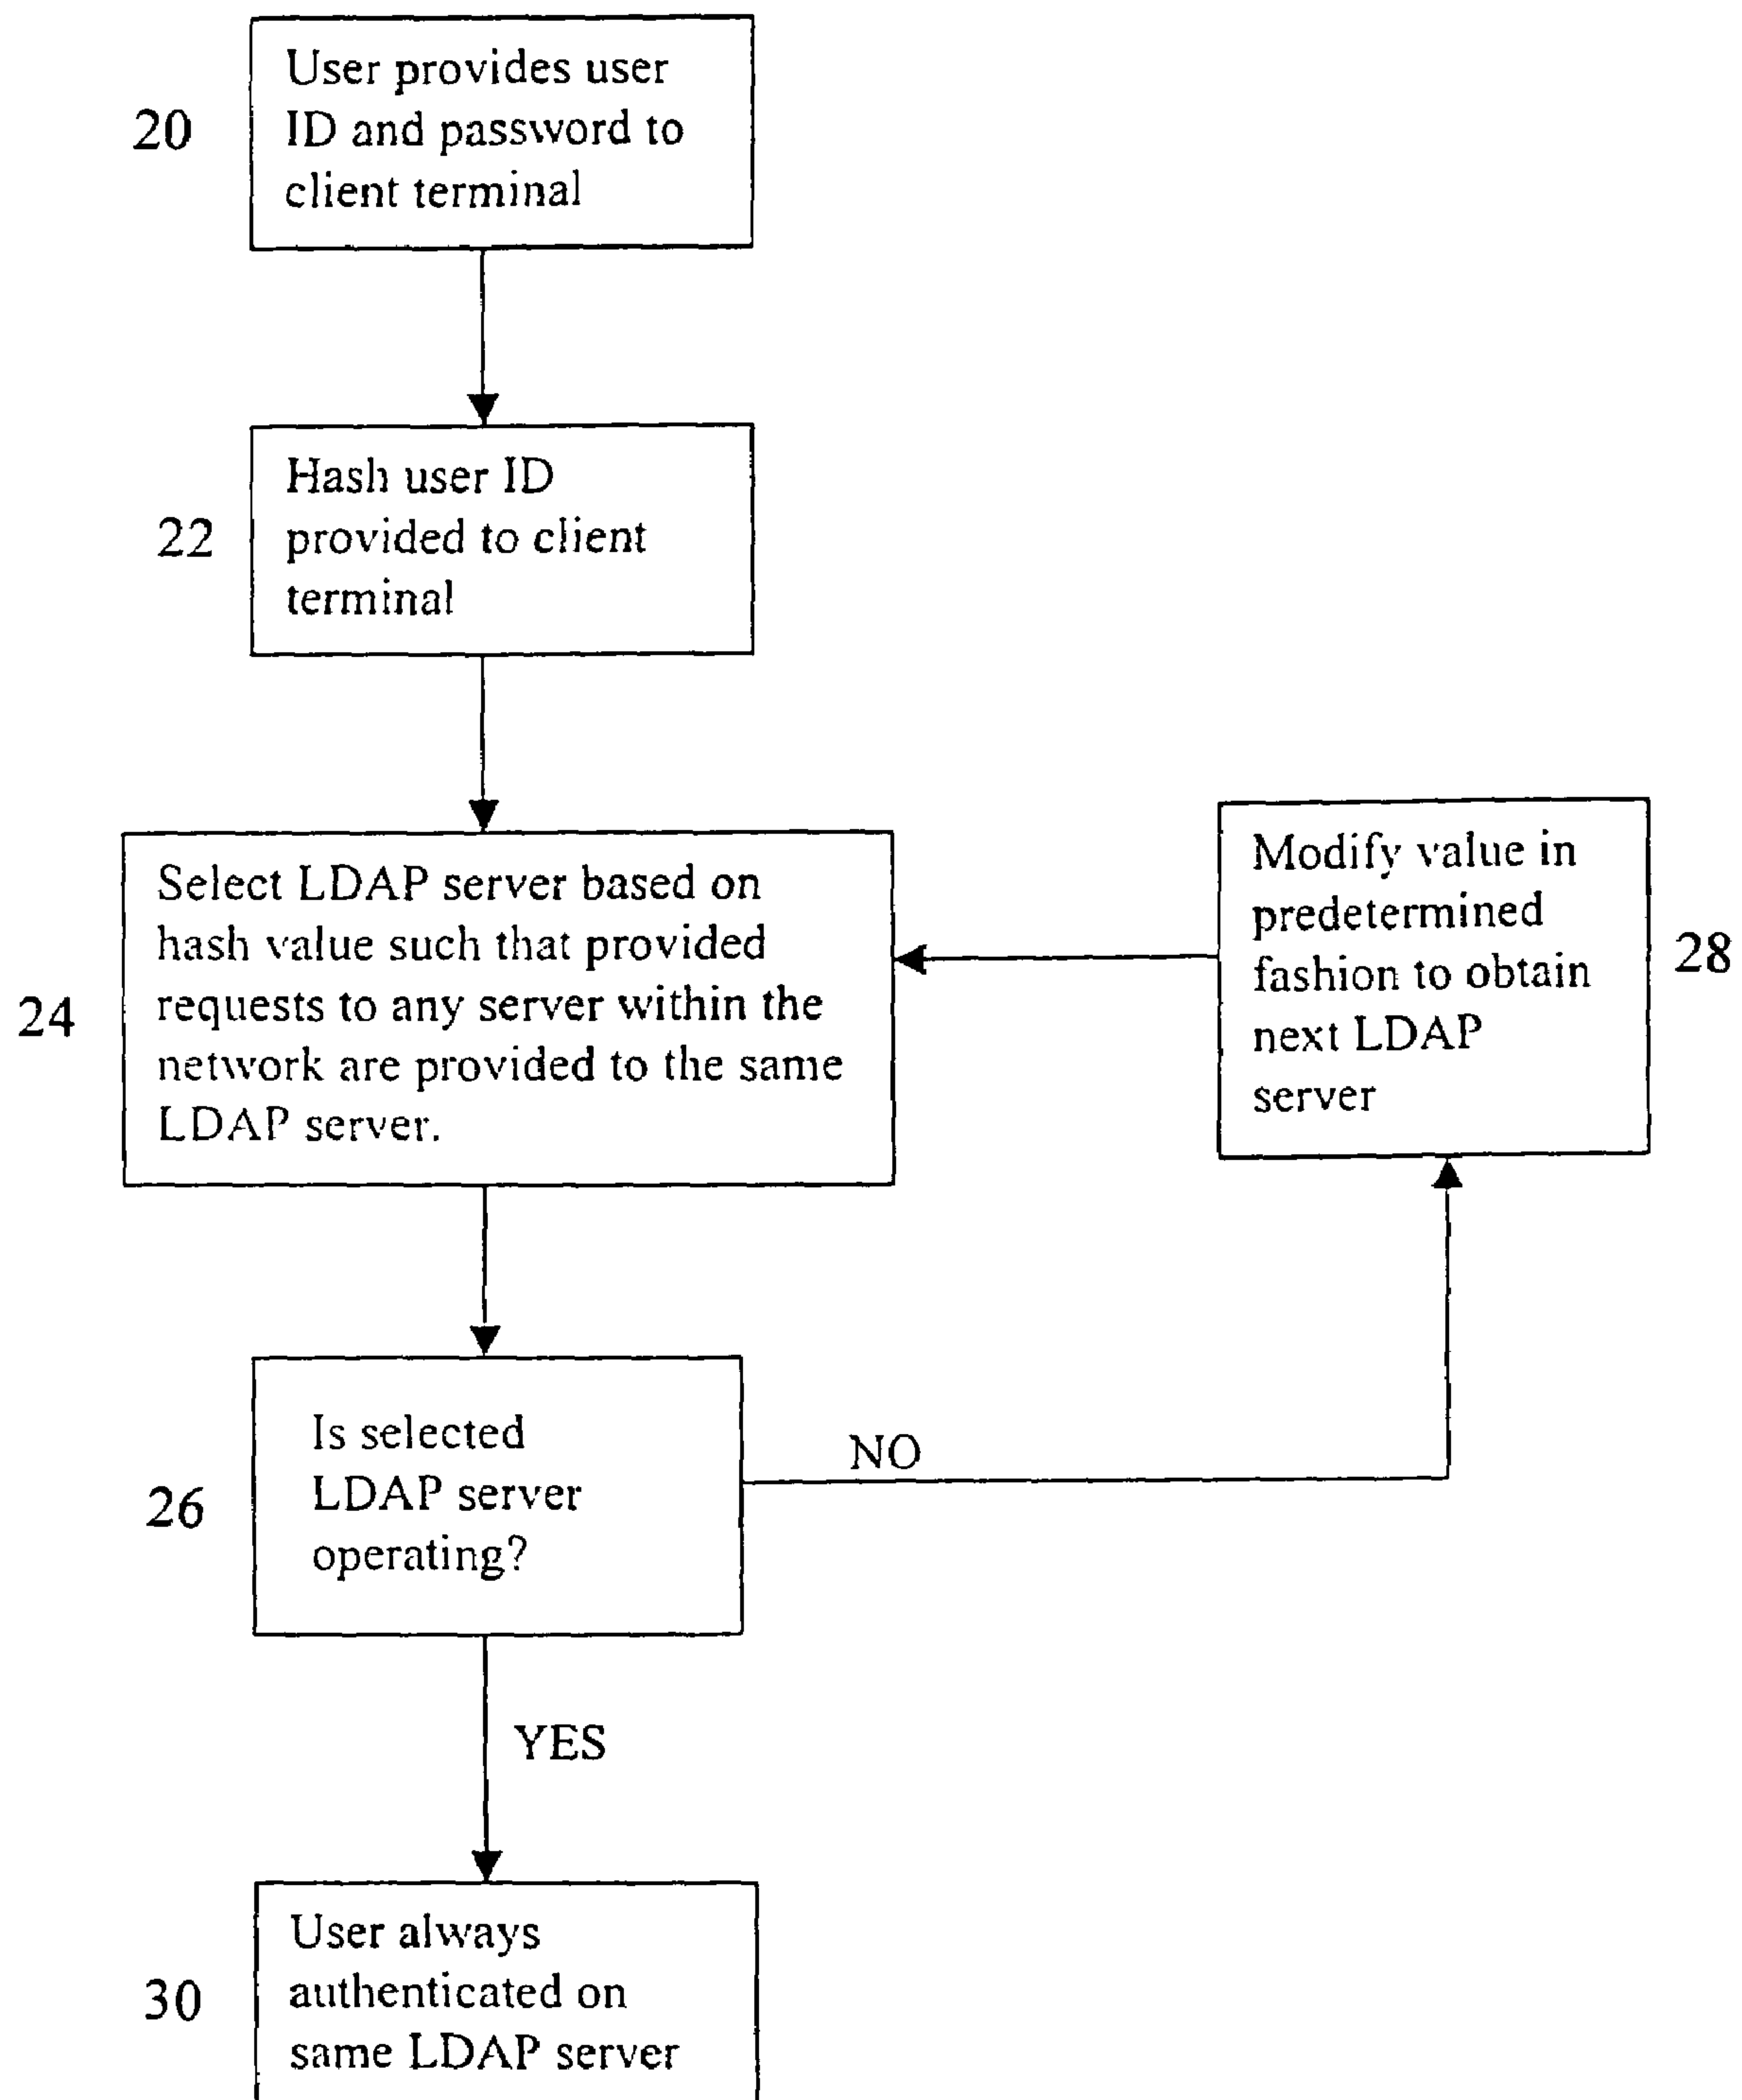 20
User provides user
ID and password to
client terminal
22
Hash user ID
provided to client
terminal
24
Select LDAP server based on
hash value such that provided
requests to any server within the
network are provided to the same
LDAP server.
Modify value in
predetermined
fashion to obtain
next LDAP
server
28
26
Is selected
LDAP server
operating?
NO
YES
30
User always
authenticated on
same LDAP server